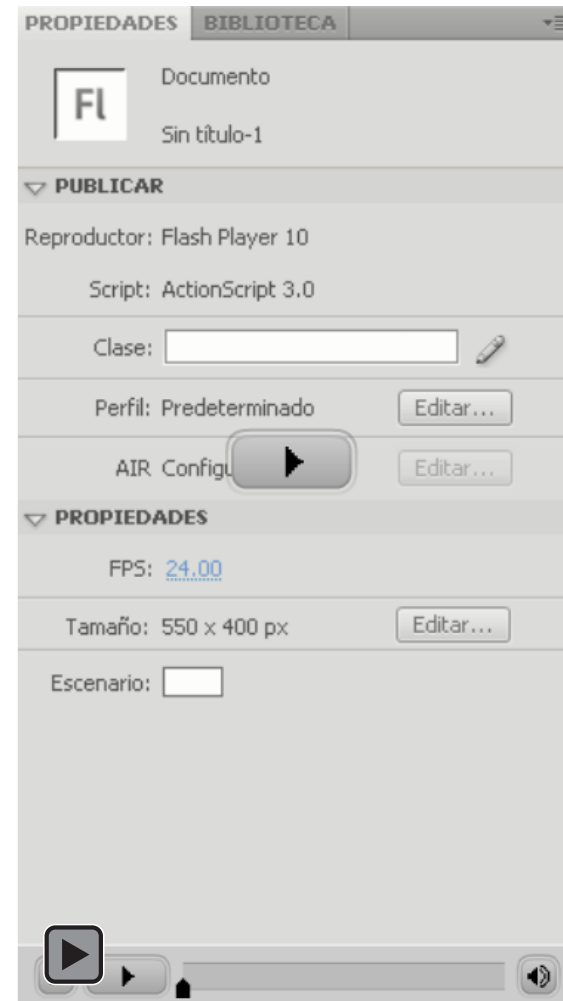 PROPIEDADES BIBLIOTECA
Fl
Documento
Sin título-1
PUBLICAR
Reproductor: Flash Player 10
Script: ActionScript 3.0
Clase:
Perfil: Predeterminado Editar...
AIR Editar...
PROPIEDADES
FPS: 24.00
Tamaño: 550 x 400 px Editar...
Escenario: